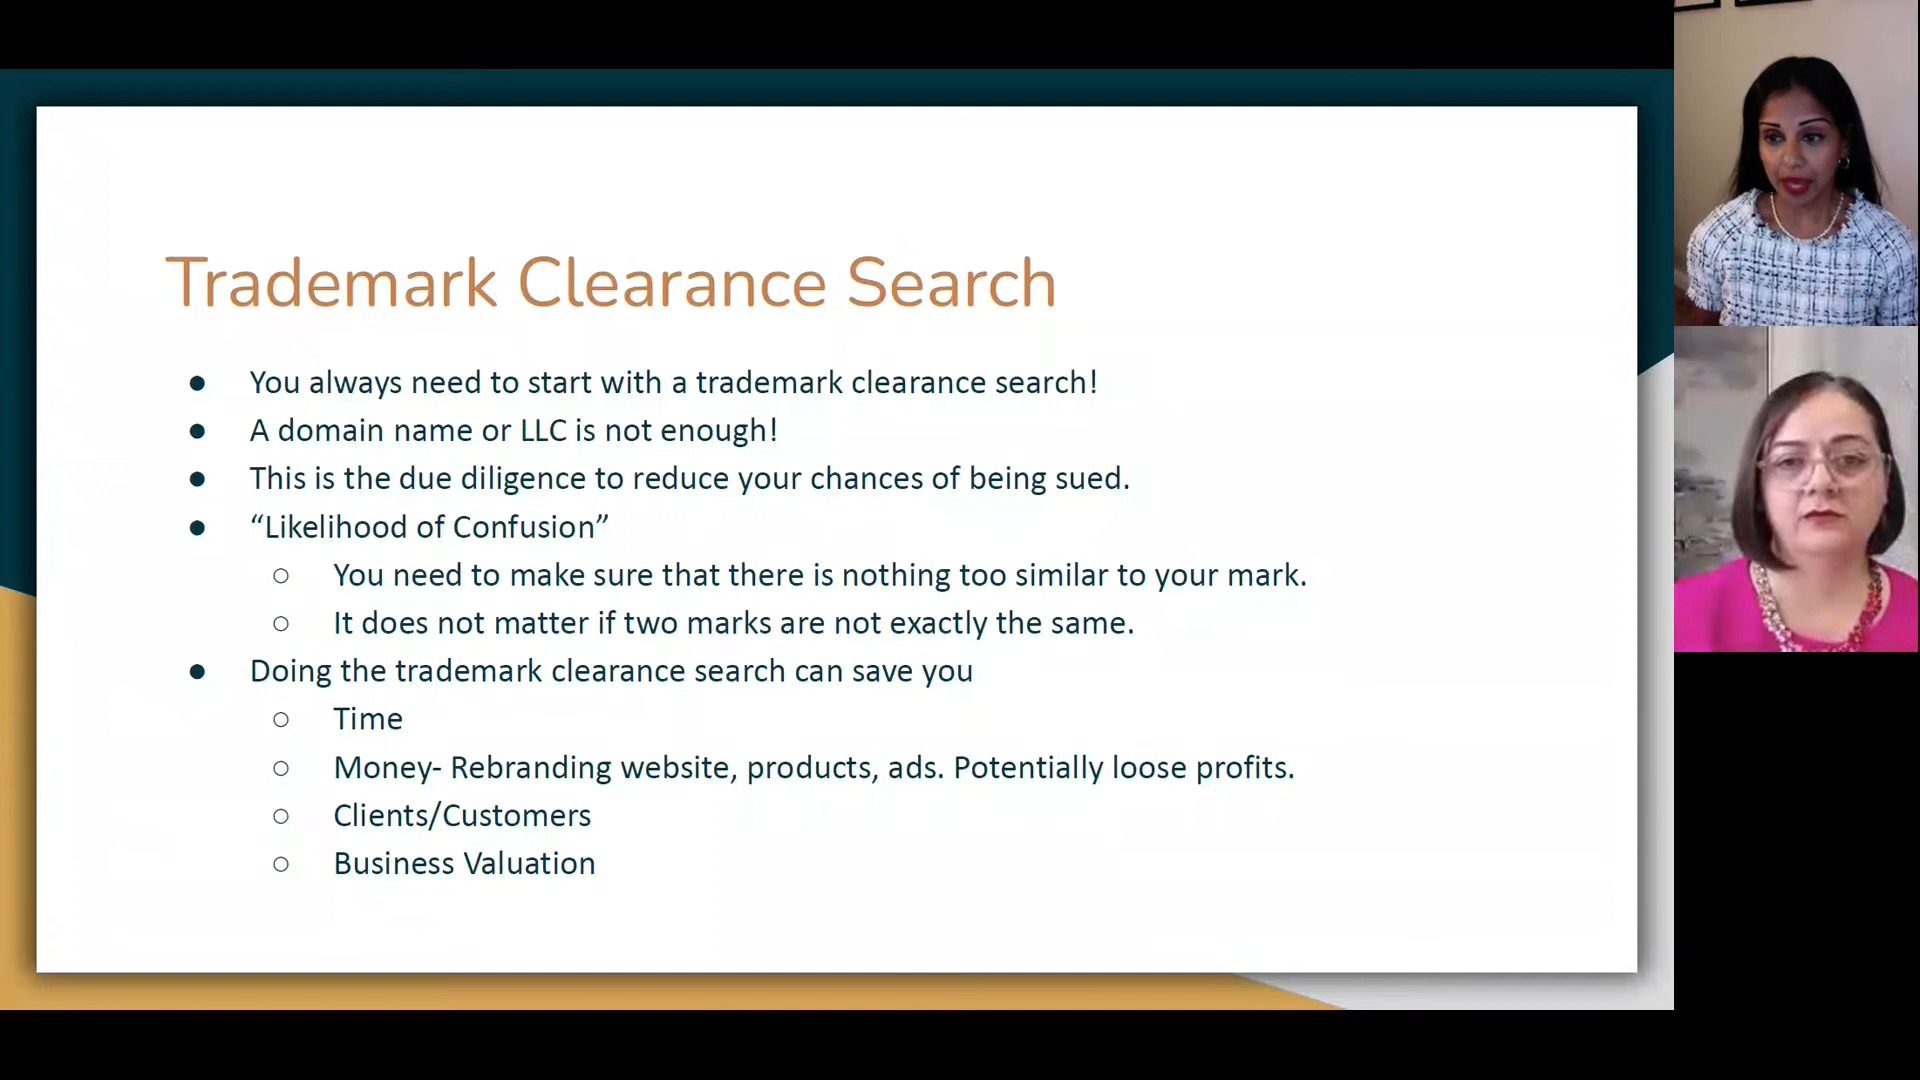 Trademark Clearance Search
● You always need to start with a trademark clearance search!
● A domain name or LLC is not enough!
● This is the due diligence to reduce your chances of being sued.
● “Likelihood of Confusion”
○ You need to make sure that there is nothing too similar to your mark.
○ It does not matter if two marks are not exactly the same.
● Doing the trademark clearance search can save you
○ Time
○ Money- Rebranding website, products, ads. Potentially loose profits.
○ Clients/Customers
○ Business Valuation